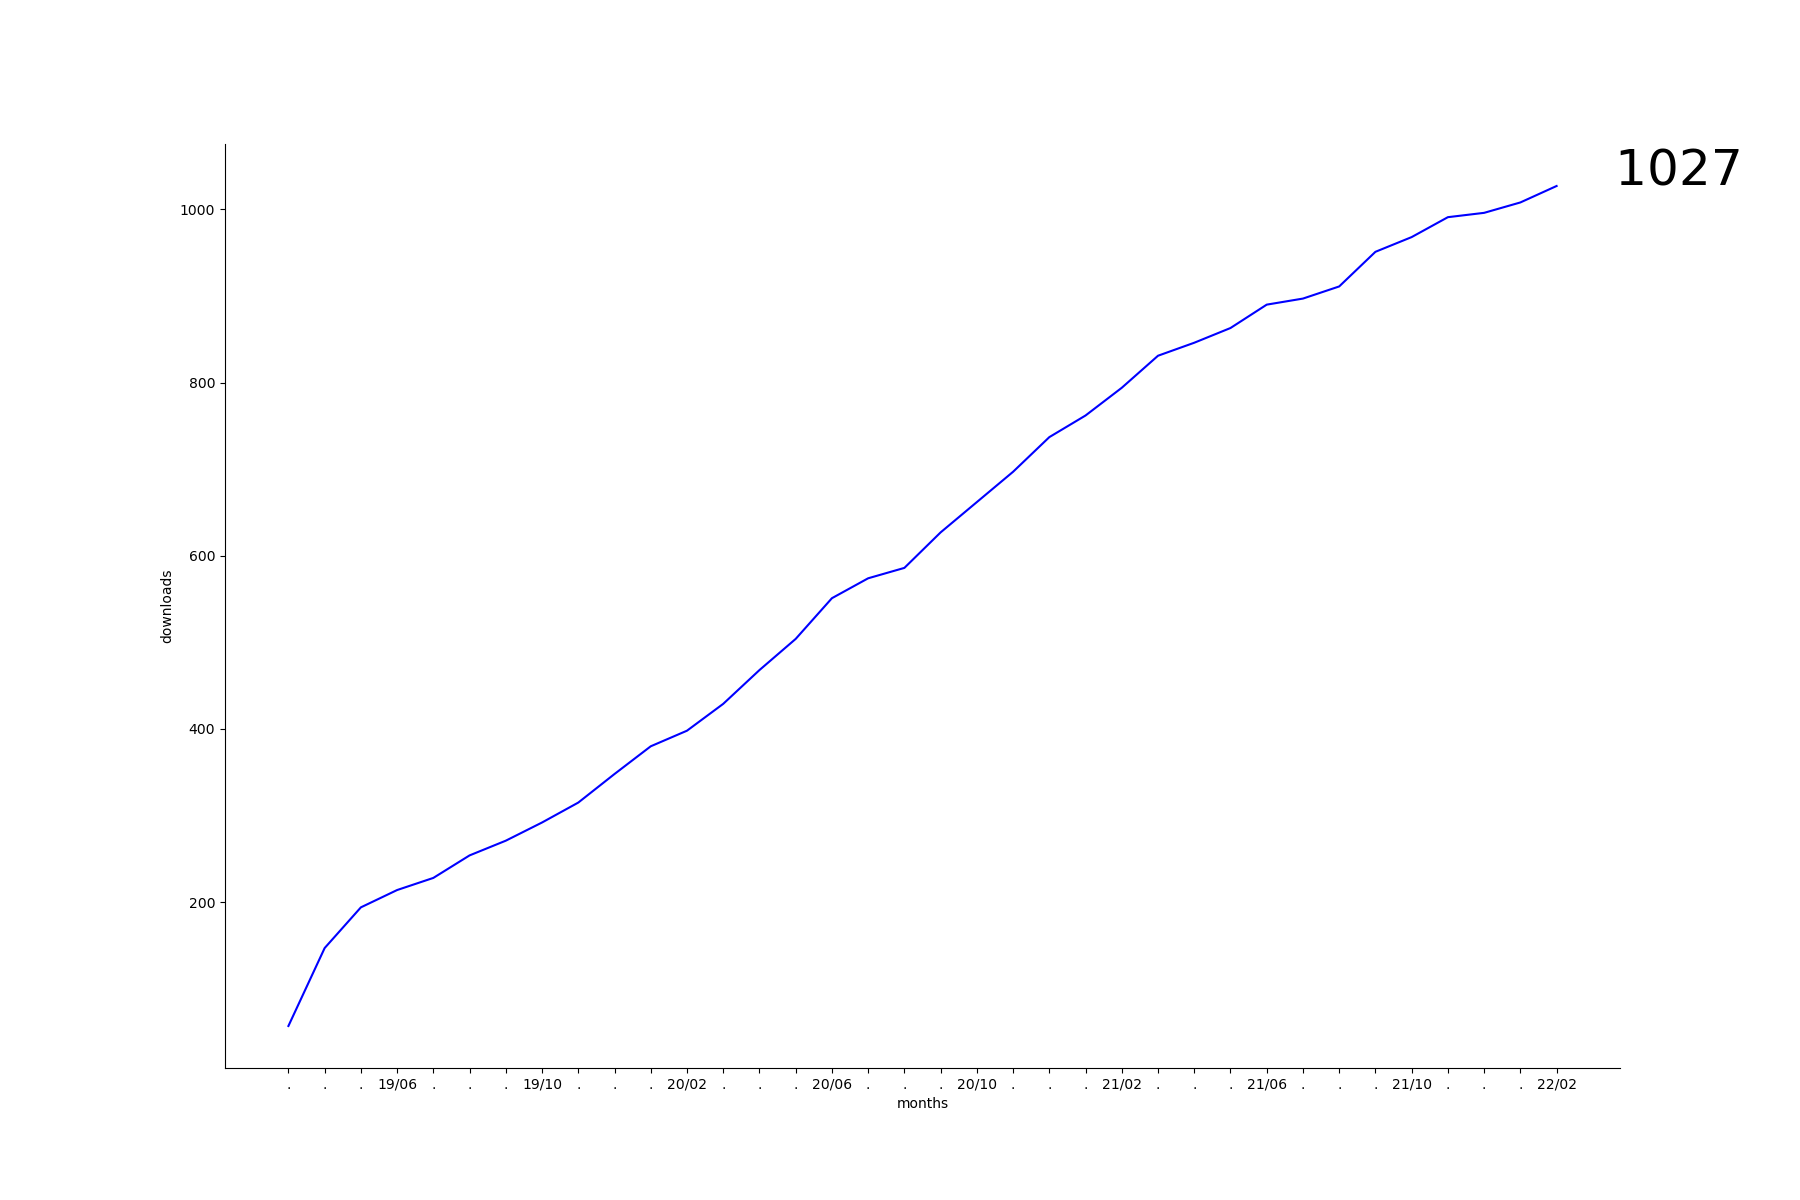 1027
1000
800
600
400
200
downloads
. . . 19/06 . . . 19/10 . . . 20/02 . . . 20/06 . . . 20/10 . . . 21/02 . . . 21/06 . . . 21/10 . . . 22/02
months